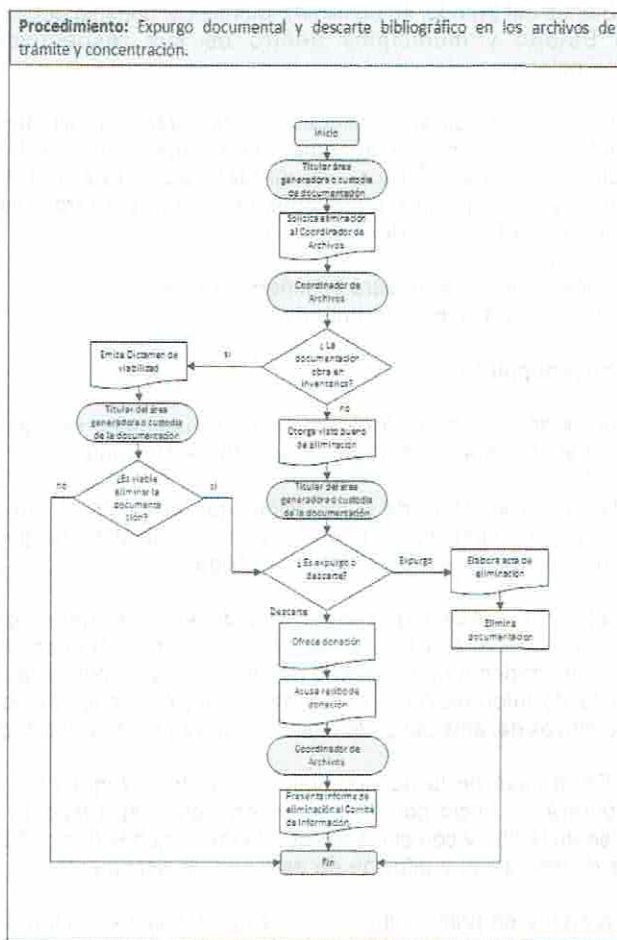 Procedimiento: Expurgo documental y descarte bibliográfico en los archivos de
trámite y concentración.
Inicio
Titular área
generadora o custodia
de documentación
Solicita eliminación
al Coordinador de
Archivos
Coordinador de
Archivos
¿La
documentación
obra en
inventarios?
si
Emite Dictamen de
viabilidad
Titular del área
generadora o custodia
de la documentación
¿Es viable
eliminar la
documenta
ción?
no
si
no
Otorga visto bueno
de eliminación
Titular del área
generadora o custodia
de la documentación
¿Es expurgo o
descarte?
Expurgo
Elabora acta de
eliminación
Elimina
documentación
Descarte
Ofrece donación
Acusa recibo de
donación
Coordinador de
Archivos
Presenta informe de
eliminación al Comité
de Información
Fin